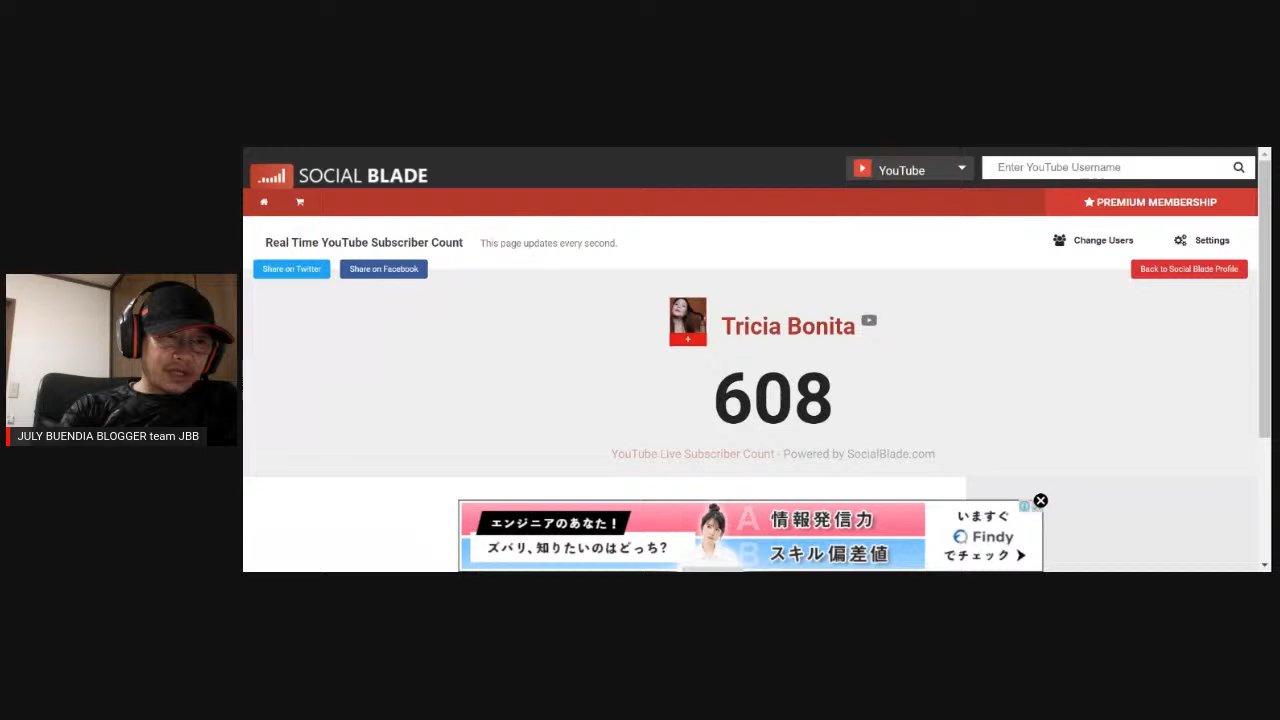 SOCIAL BLADE
YouTube
Enter YouTube Username
PREMIUM MEMBERSHIP
Real Time YouTube Subscriber Count
This page updates every second.
Change Users
Settings
Share on Twitter
Share on Facebook
Back to Social Blade Profile
Tricia Bonita
608
YouTube Live Subscriber Count - Powered by SocialBlade.com
JULY BUENDIA BLOGGER team JBB
エンジニアのあなた！
ズバリ、知りたいのはどっち？
A 情報発信力
B スキル偏差値
いますぐ
Findy
でチェック